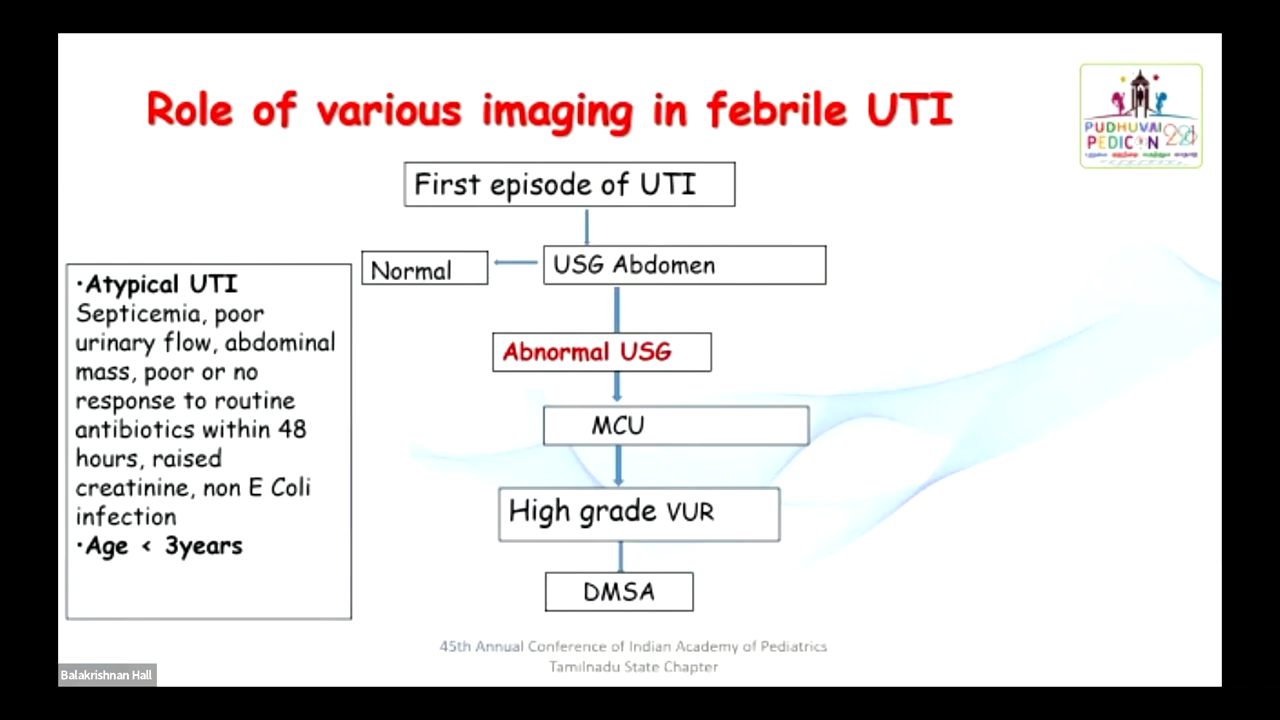 Role of various imaging in febrile UTI
PUDHUVAI
PEDICON
First episode of UTI
Normal
USG Abdomen
Abnormal USG
MCU
High grade VUR
DMSA
•Atypical UTI
Septicemia, poor
urinary flow, abdominal
mass, poor or no
response to routine
antibiotics within 48
hours, raised
creatinine, non E Coli
infection
•Age < 3years
45th Annual Conference of Indian Academy of Pediatrics
Tamilnadu State Chapter
Balakrishnan Hall